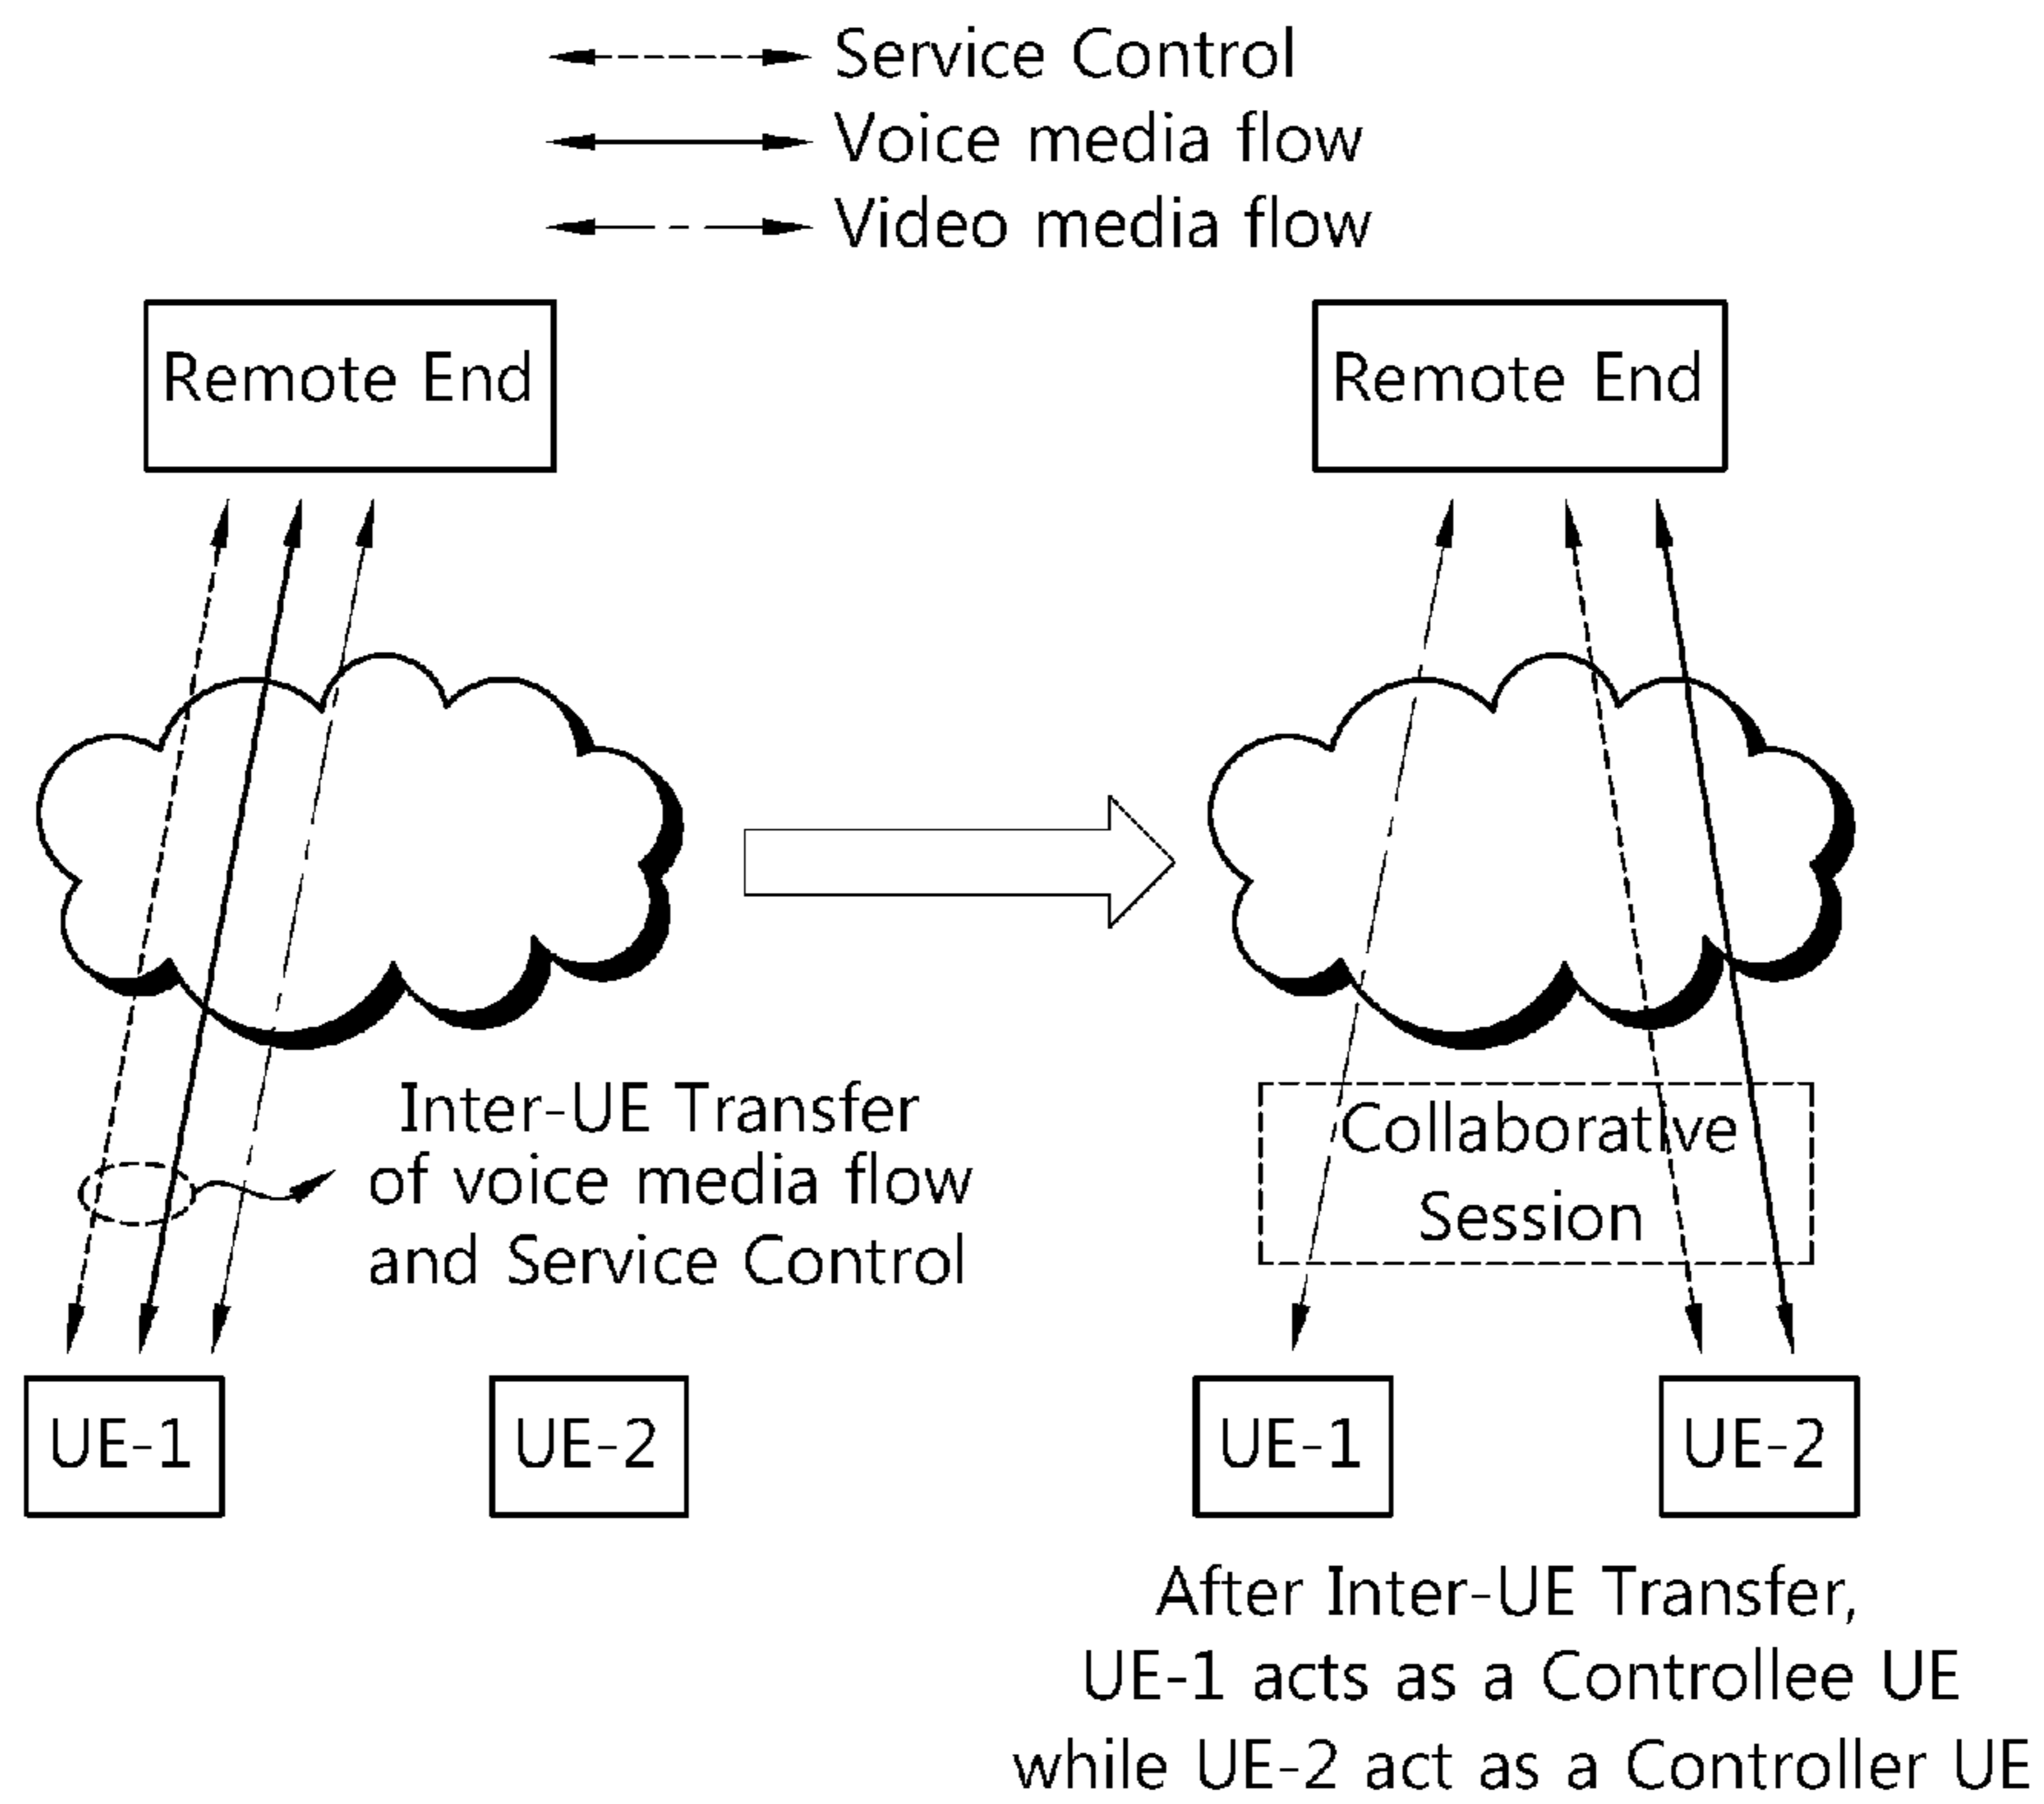 Service Control
Voice media flow
Video media flow
Remote End
Remote End
Inter-UE Transfer
of voice media flow
and Service Control
Collaborative
Session
UE-1
UE-2
UE-1
UE-2
After Inter-UE Transfer,
UE-1 acts as a Controllee UE
while UE-2 act as a Controller UE